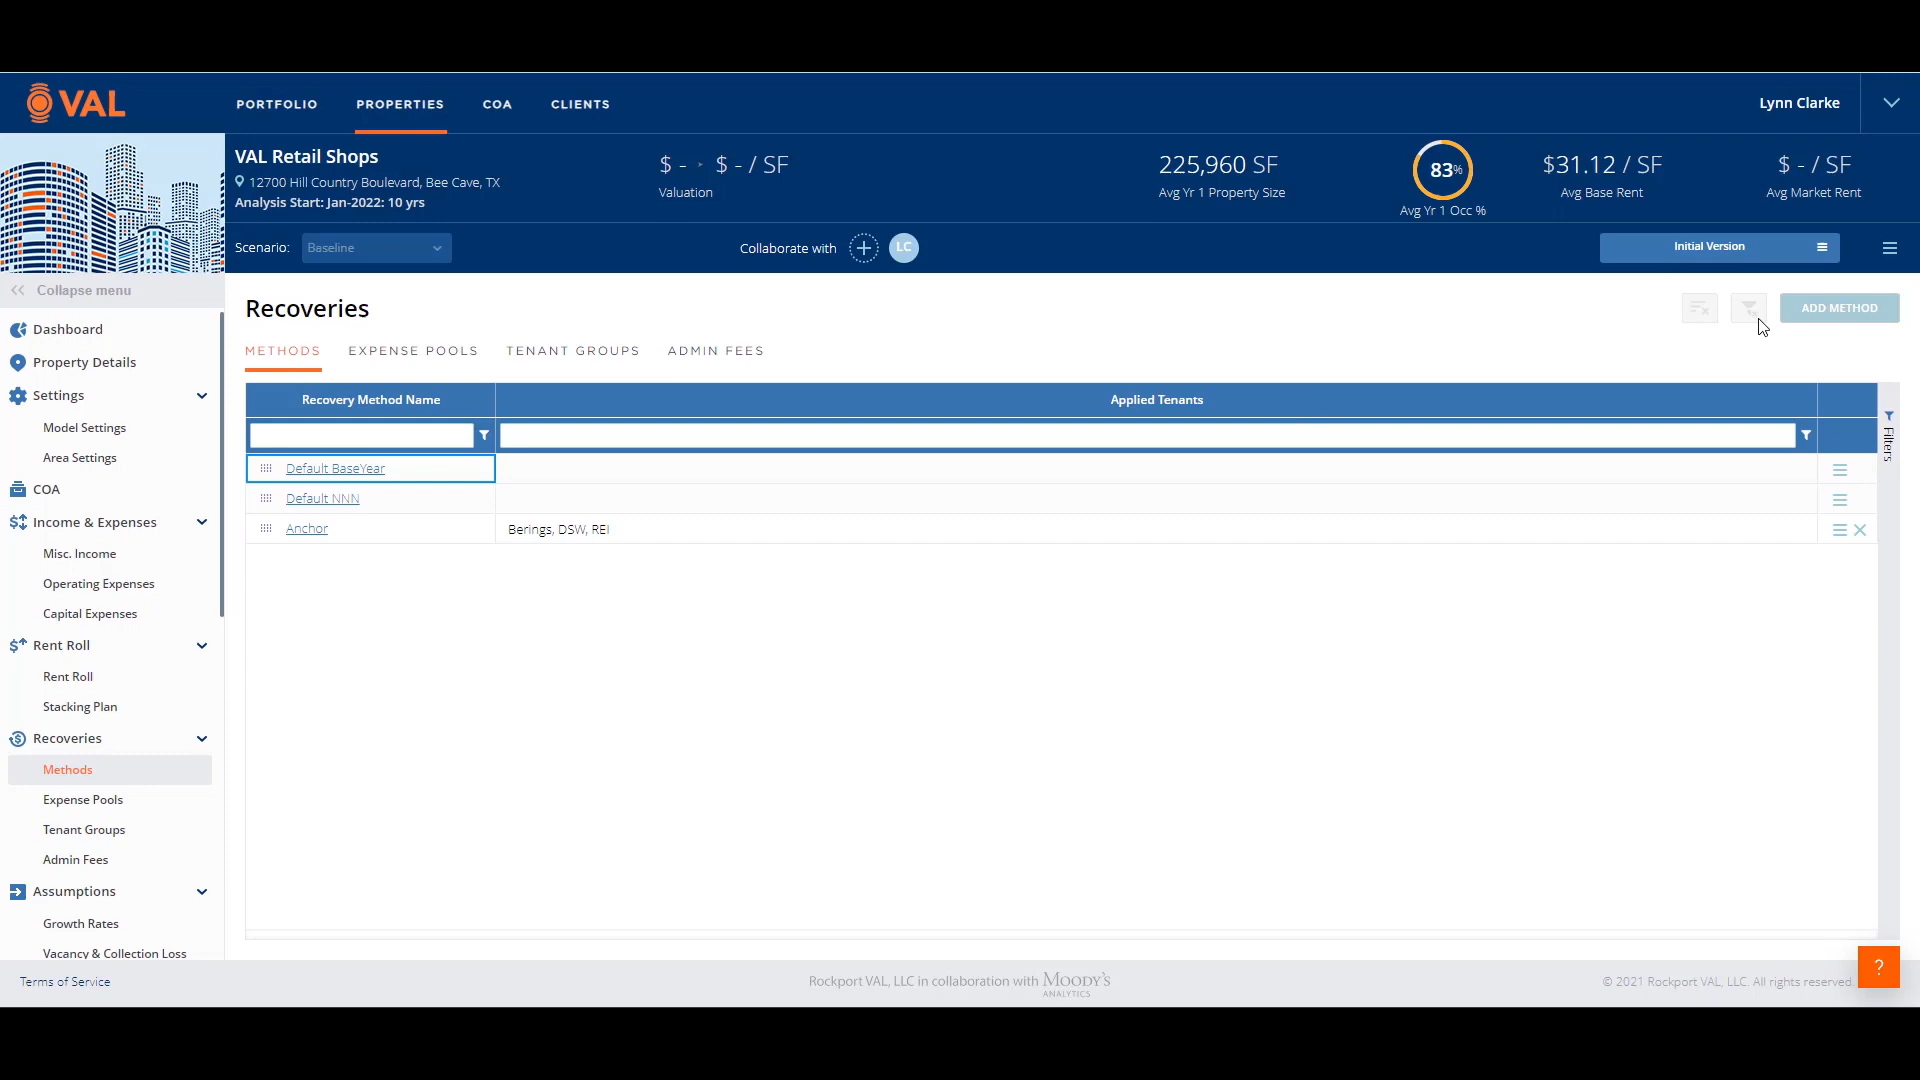 VAL
PORTFOLIO PROPERTIES COA CLIENTS
Lynn Clarke
VAL Retail Shops
12700 Hill Country Boulevard, Bee Cave, TX
Analysis Start: Jan-2022: 10 yrs
$ - $ - / SF
Valuation
225,960 SF
Avg Yr 1 Property Size
83%
Avg Yr 1 Occ %
$31.12 / SF
Avg Base Rent
$ - / SF
Avg Market Rent
Scenario: Baseline
Collaborate with + LC
Initial Version
Collapse menu
Dashboard
Property Details
Settings
Model Settings
Area Settings
COA
Income & Expenses
Misc. Income
Operating Expenses
Capital Expenses
Rent Roll
Rent Roll
Stacking Plan
Recoveries
Methods
Expense Pools
Tenant Groups
Admin Fees
Assumptions
Growth Rates
Vacancy & Collection Loss
Recoveries
ADD METHOD
METHODS EXPENSE POOLS TENANT GROUPS ADMIN FEES
Recovery Method Name Applied Tenants
Default BaseYear
Default NNN
Anchor Berings, DSW, REI
Filters
?
Terms of Service
Rockport VAL, LLC in collaboration with MOODY'S
ANALYTICS
© 2021 Rockport VAL, LLC. All rights reserved.